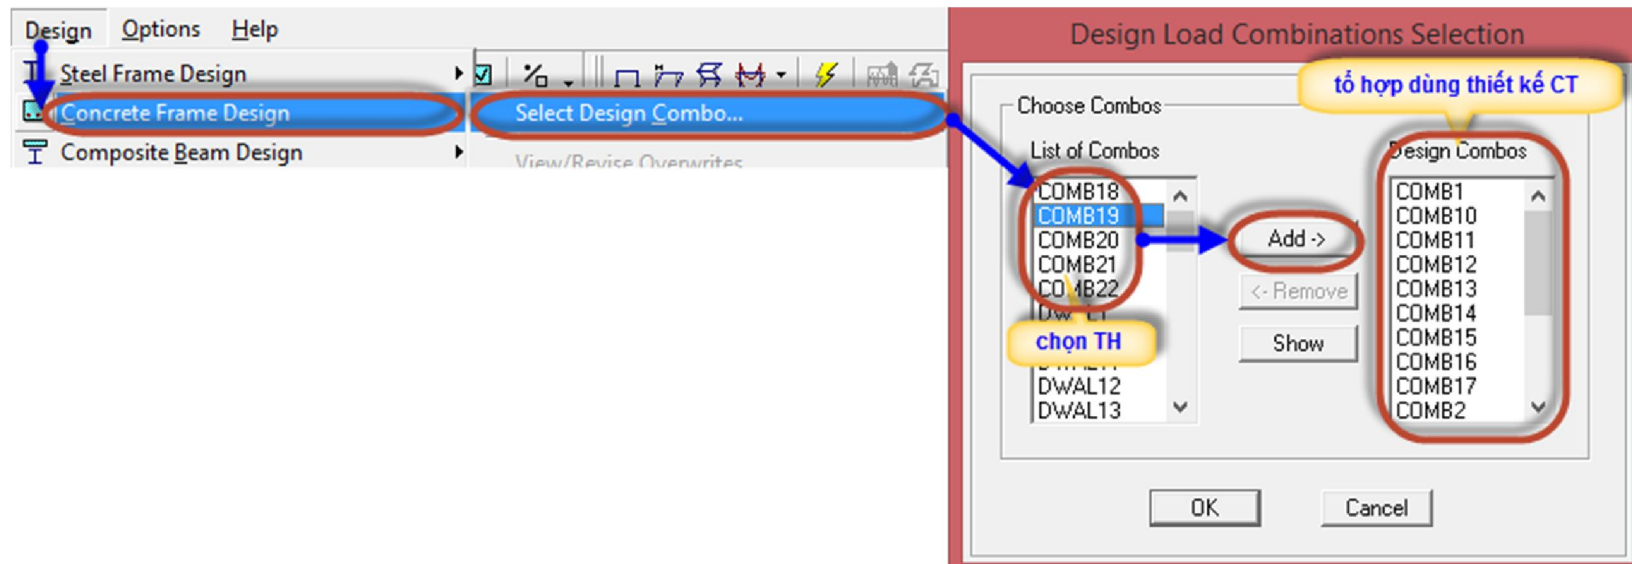 Design Options Help
Steel Frame Design
Concrete Frame Design
Composite Beam Design
Select Design Combo...
View/Revise Overwrites
Design Load Combinations Selection
tổ hợp dùng thiết kế CT
Choose Combos
List of Combos
COMB18
COMB19
COMB20
COMB21
COMB22
chọn TH
DWAL12
DWAL13
Add ->
<- Remove
Show
Design Combos
COMB1
COMB10
COMB11
COMB12
COMB13
COMB14
COMB15
COMB16
COMB17
COMB2
OK
Cancel